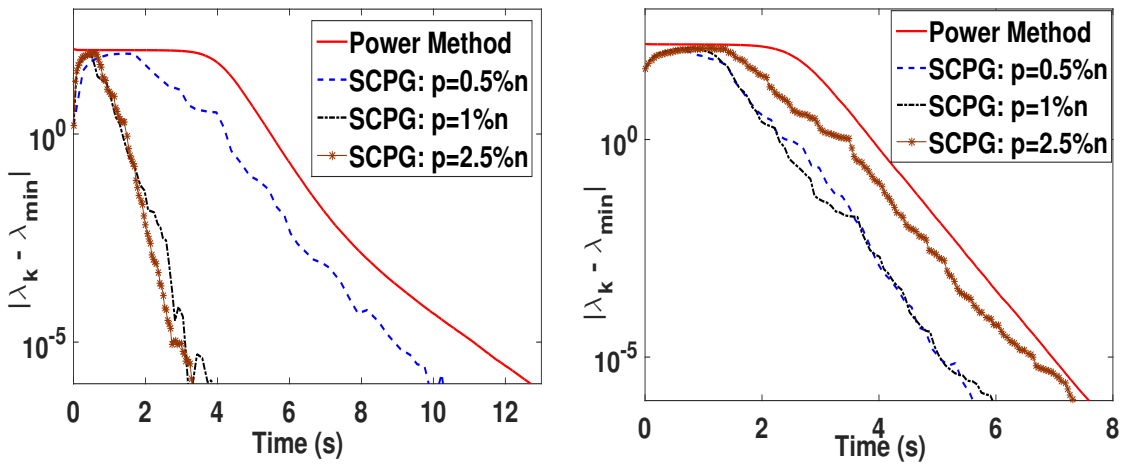 |λk - λmin|
10^0
10^-5
0 2 4 6 8 10 12
Time (s)
Power Method
SCPG: p=0.5%n
SCPG: p=1%n
SCPG: p=2.5%n
|λk - λmin|
10^0
10^-5
0 2 4 6 8
Time (s)
Power Method
SCPG: p=0.5%n
SCPG: p=1%n
SCPG: p=2.5%n